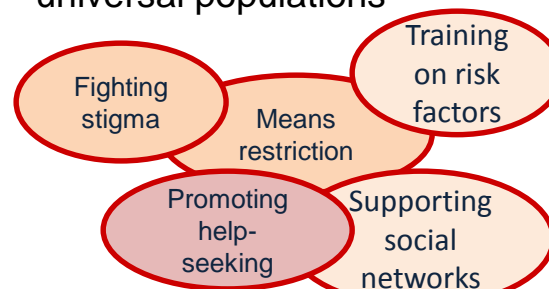 universal populations
Training
on risk
factors
Fighting
stigma
Means
restriction
Promoting
help-
seeking
Supporting
social
networks